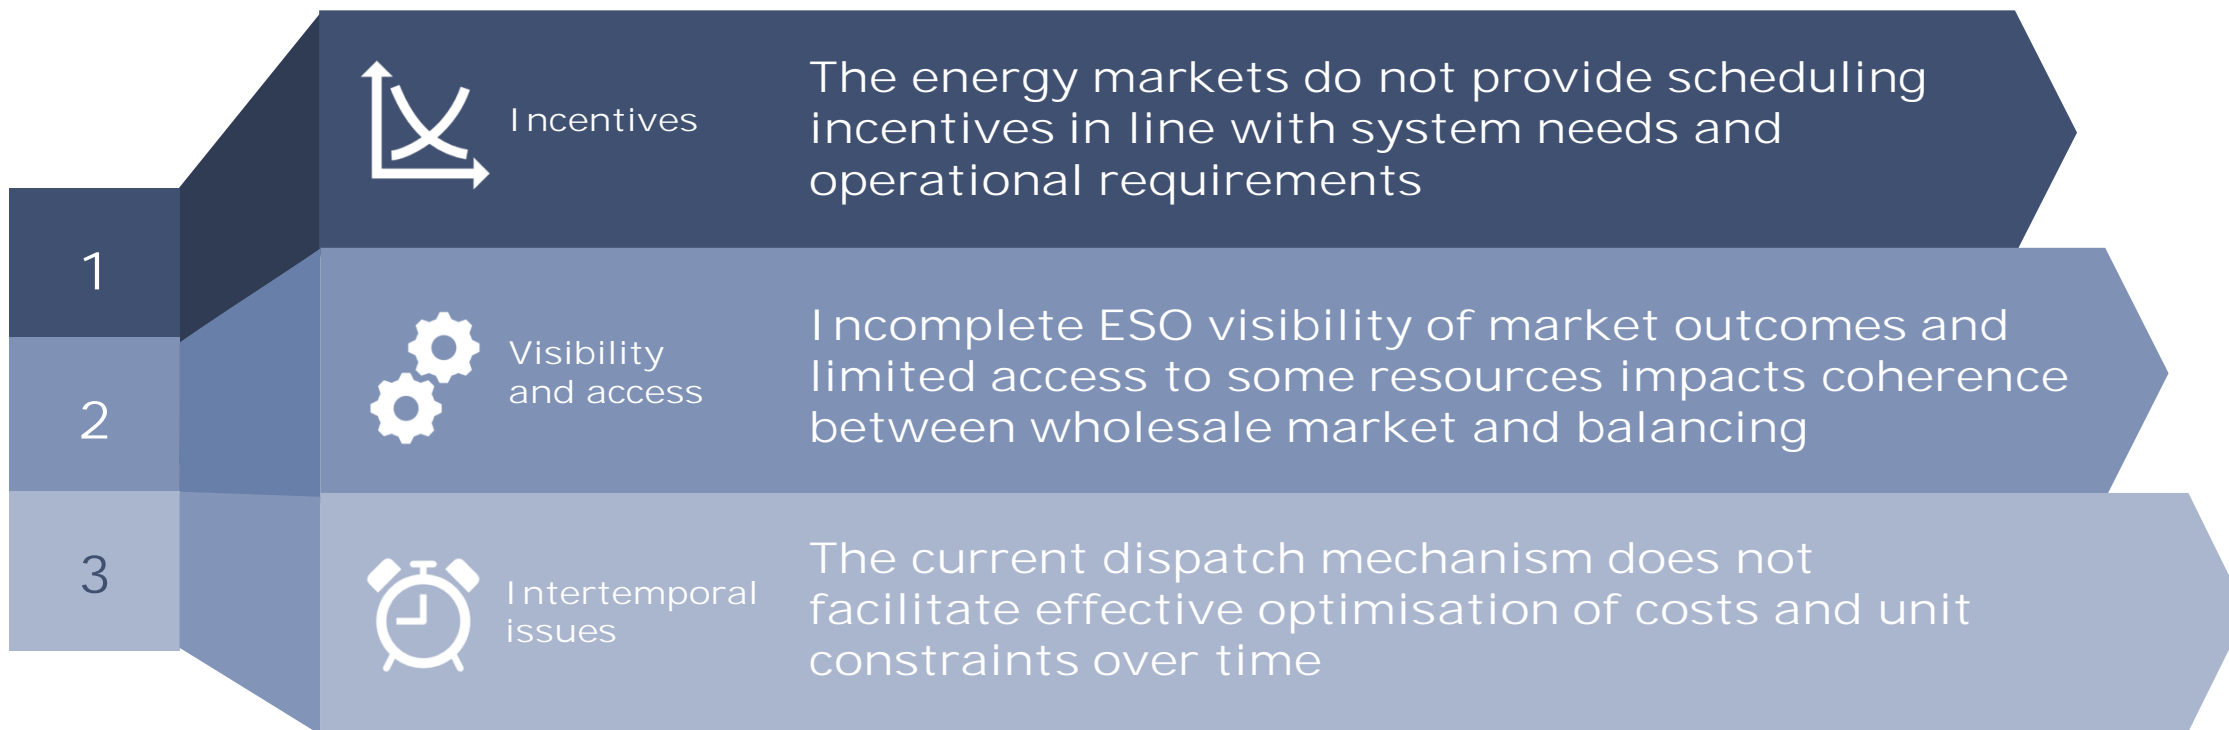 1
Incentives
The energy markets do not provide scheduling
incentives in line with system needs and
operational requirements
2
Visibility
and access
Incomplete ESO visibility of market outcomes and
limited access to some resources impacts coherence
between wholesale market and balancing
3
Intertemporal
issues
The current dispatch mechanism does not
facilitate effective optimisation of costs and unit
constraints over time